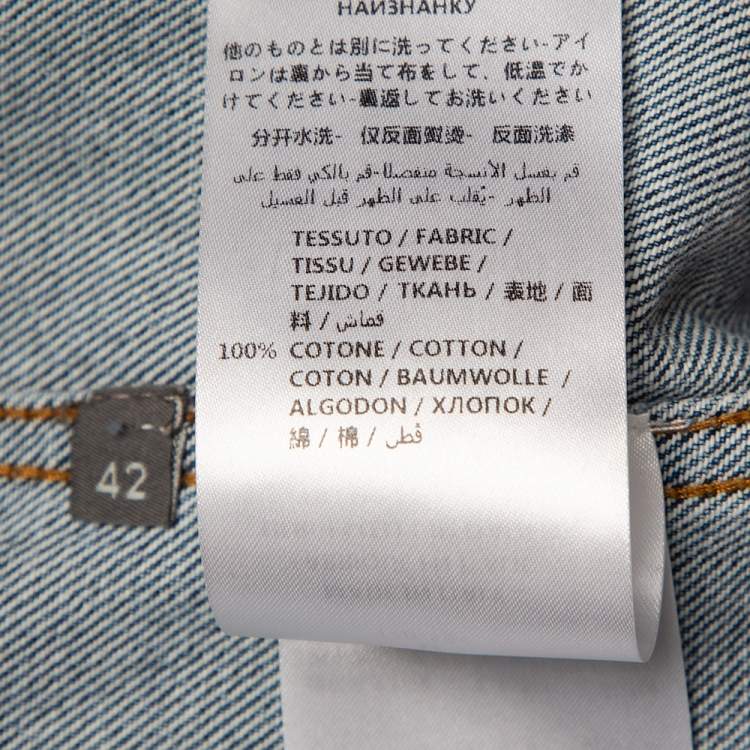 НАИЗНАНКУ
他のものとは別に洗ってください-アイ
ロンは裏から当て布をして、低温でか
けてください-裏返してお洗いください
分开水洗- 仅反面熨烫- 反面洗涤
قم بغسل الأنسجة منفصلا-قم بالكي فقط على
الظهر -يُقلب على الظهر قبل الغسيل
TESSUTO / FABRIC /
TISSU / GEWEBE /
TEJIDO / ТКАНЬ / 表地 / 面
料 / قماش
100% COTONE / COTTON /
COTON / BAUMWOLLE /
ALGODON / ХЛОПОК /
綿 / 棉 / قطن
42